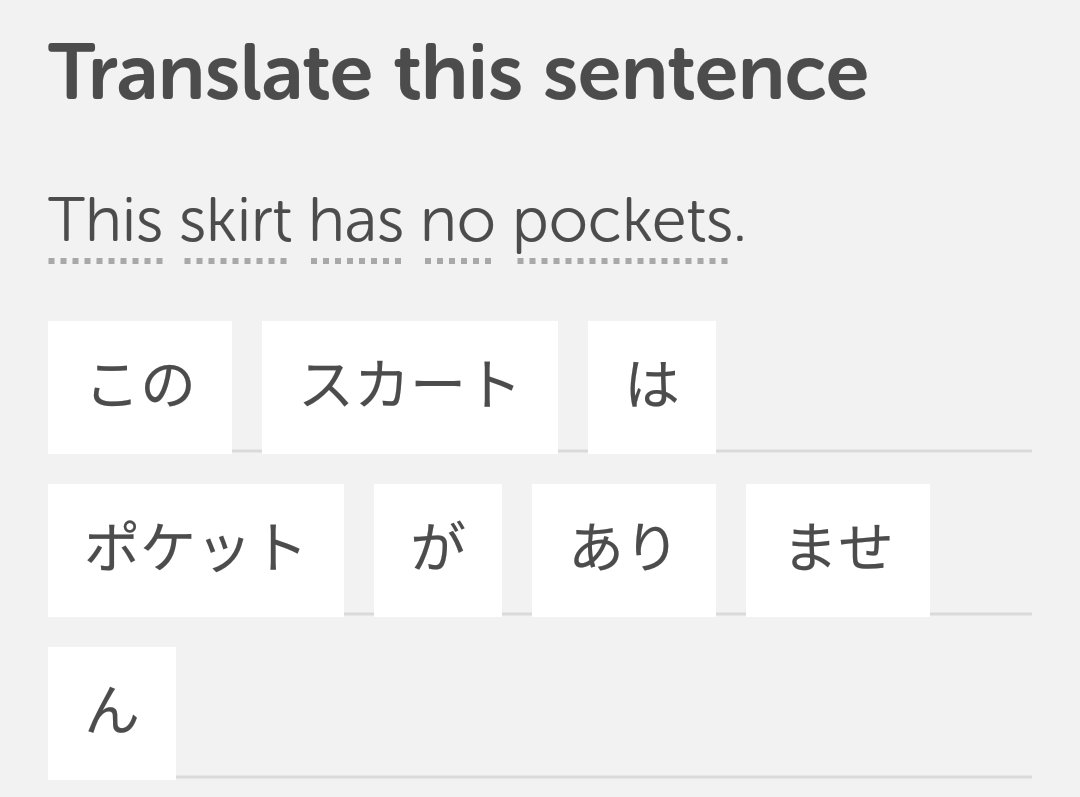 Translate this sentence
This skirt has no pockets.
この スカート は
ポケット が あり ませ
ん